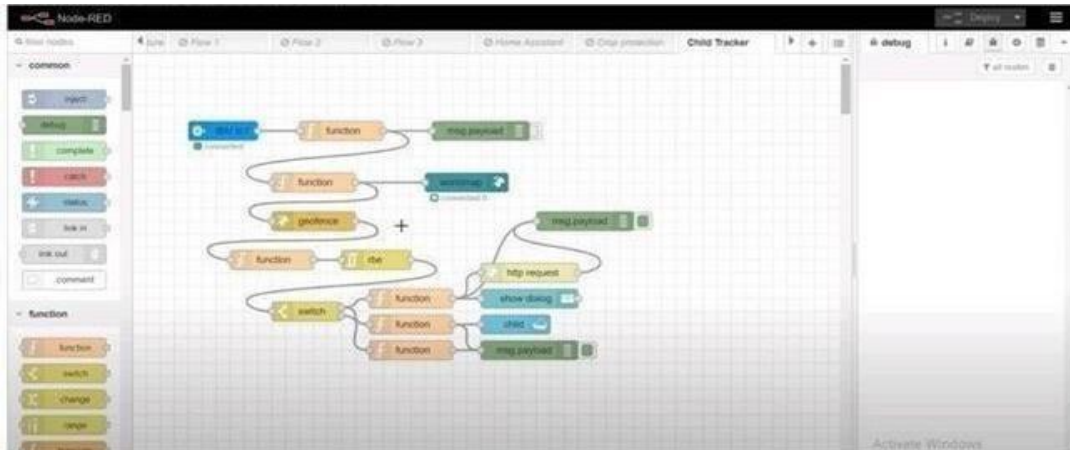 Node-RED
Deploy
filter nodes
Flow 1
Flow 2
Flow 3
Home Assistant
Crop protection
Child Tracker
debug
all nodes
common
inject
debug
complete
catch
status
link in
link out
comment
function
function
switch
change
range
function
msg.payload
connected
function
worldmap
geofence
msg.payload
function
rbe
http request
switch
function
show dialog
function
child
function
msg.payload
Activate Windows